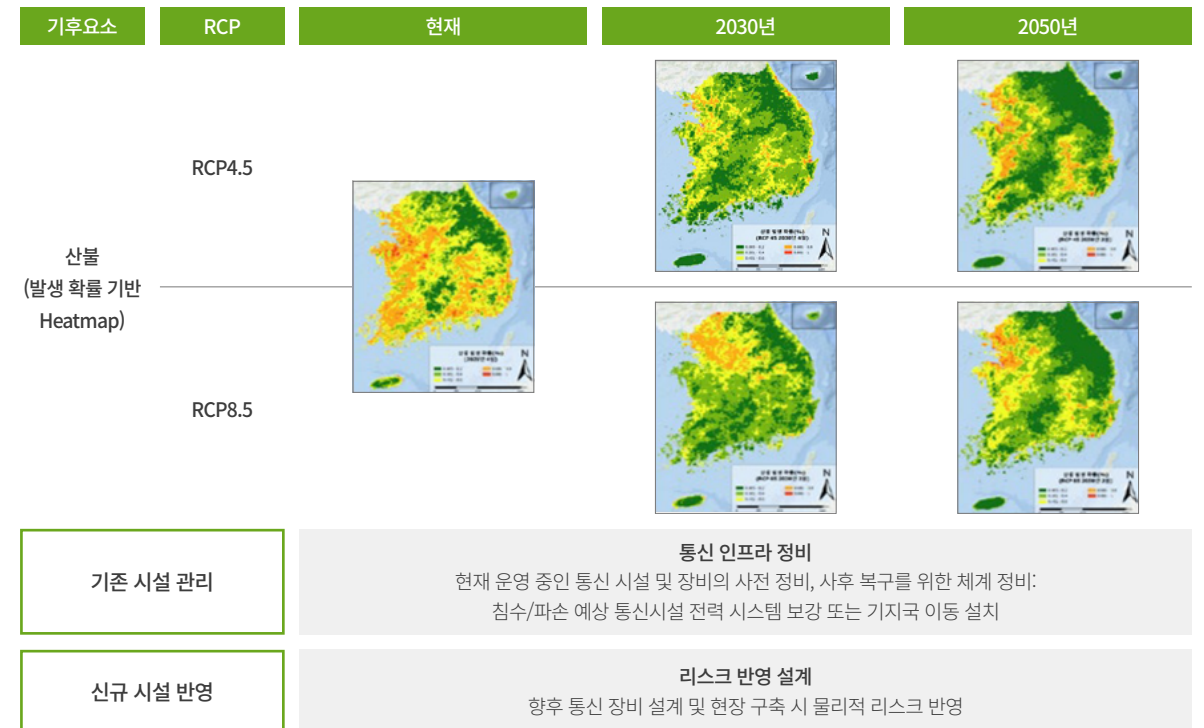 기후요소
RCP
현재
2030년
2050년
RCP4.5
산불
(발생 확률 기반
Heatmap)
RCP8.5
N
N
N
N
N
기존 시설 관리
통신 인프라 정비
현재 운영 중인 통신 시설 및 장비의 사전 정비, 사후 복구를 위한 체계 정비:
침수/파손 예상 통신시설 전력 시스템 보강 또는 기지국 이동 설치
신규 시설 반영
리스크 반영 설계
향후 통신 장비 설계 및 현장 구축 시 물리적 리스크 반영